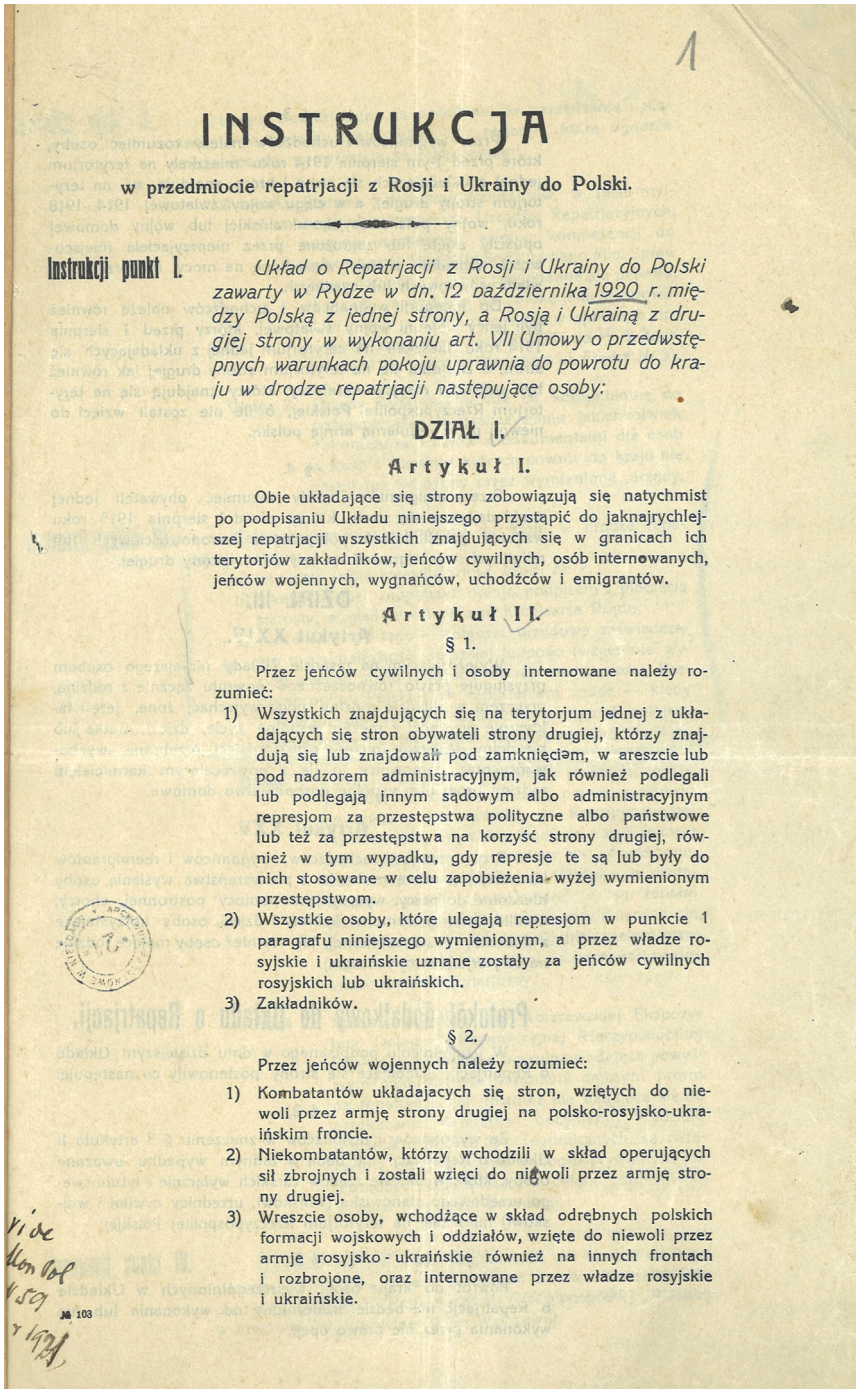 1
INSTRUKCJA
w przedmiocie repatrjacji z Rosji i Ukrainy do Polski.
Instrukcji punkt I.
Układ o Repatrjacji z Rosji i Ukrainy do Polski
zawarty w Rydze w dn. 12 października 1920 r. mię-
dzy Polską z jednej strony, a Rosją i Ukrainą z dru-
giej strony w wykonaniu art. VII Umowy o przedwstę-
pnych warunkach pokoju uprawnia do powrotu do kra-
ju w drodze repatrjacji następujące osoby:
DZIAŁ I.
Artykuł I.
Obie układające się strony zobowiązują się natychmist
po podpisaniu Układu niniejszego przystąpić do jaknajrychlej-
szej repatrjacji wszystkich znajdujących się w granicach ich
terytorjów zakładników, jeńców cywilnych, osób internowanych,
jeńców wojennych, wygnańców, uchodźców i emigrantów.
Artykuł II.
§ 1.
Przez jeńców cywilnych i osoby internowane należy ro-
zumieć:
1) Wszystkich znajdujących się na terytorjum jednej z ukła-
dających się stron obywateli strony drugiej, którzy znaj-
dują się lub znajdowali pod zamknięciem, w areszcie lub
pod nadzorem administracyjnym, jak również podlegali
lub podlegają innym sądowym albo administracyjnym
represjom za przestępstwa polityczne albo państwowe
lub też za przestępstwa na korzyść strony drugiej, rów-
nież w tym wypadku, gdy represje te są lub były do
nich stosowane w celu zapobieżenia wyżej wymienionym
przestępstwom.
2) Wszystkie osoby, które ulegają represjom w punkcie 1
paragrafu niniejszego wymienionym, a przez władze ro-
syjskie i ukraińskie uznane zostały za jeńców cywilnych
rosyjskich lub ukraińskich.
3) Zakładników.
§ 2.
Przez jeńców wojennych należy rozumieć:
1) Kombatantów układajacych się stron, wziętych do nie-
woli przez armję strony drugiej na polsko-rosyjsko-ukra-
ińskim froncie.
2) Niekombatantów, którzy wchodzili w skład operujących
sił zbrojnych i zostali wzięci do niewoli przez armję stro-
ny drugiej.
3) Wreszcie osoby, wchodżące w skład odrębnych polskich
formacji wojskowych i oddziałów, wzięte do niewoli przez
armje rosyjsko-ukraińskie również na innych frontach
i rozbrojone, oraz internowane przez władze rosyjskie
i ukraińskie.
Vide
Mon Pol
№ 59
№ 103
r 1921